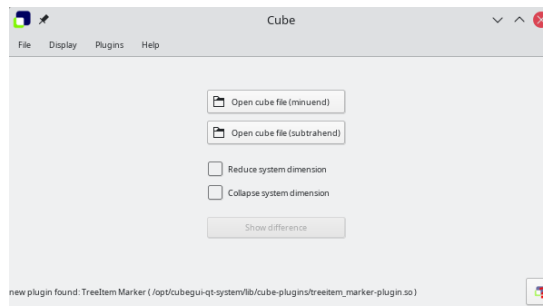 Cube
File Display Plugins Help
Open cube file (minuend)
Open cube file (subtrahend)
Reduce system dimension
Collapse system dimension
Show difference
new plugin found: TreeItem Marker ( /opt/cubegui-qt-system/lib/cube-plugins/treeitem_marker-plugin.so )